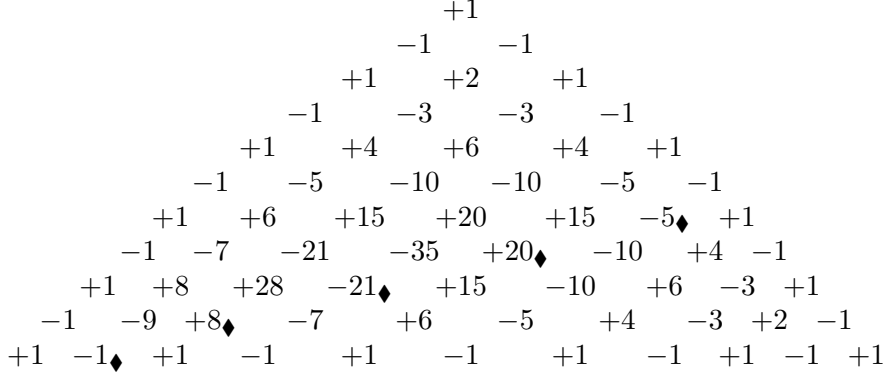 +1
−1 −1
+1 +2 +1
−1 −3 −3 −1
+1 +4 +6 +4 +1
−1 −5 −10 −10 −5 −1
+1 +6 +15 +20 +15 −5♦ +1
−1 −7 −21 −35 +20♦ −10 +4 −1
+1 +8 +28 −21♦ +15 −10 +6 −3 +1
−1 −9 +8♦ −7 +6 −5 +4 −3 +2 −1
+1 −1♦ +1 −1 +1 −1 +1 −1 +1 −1 +1